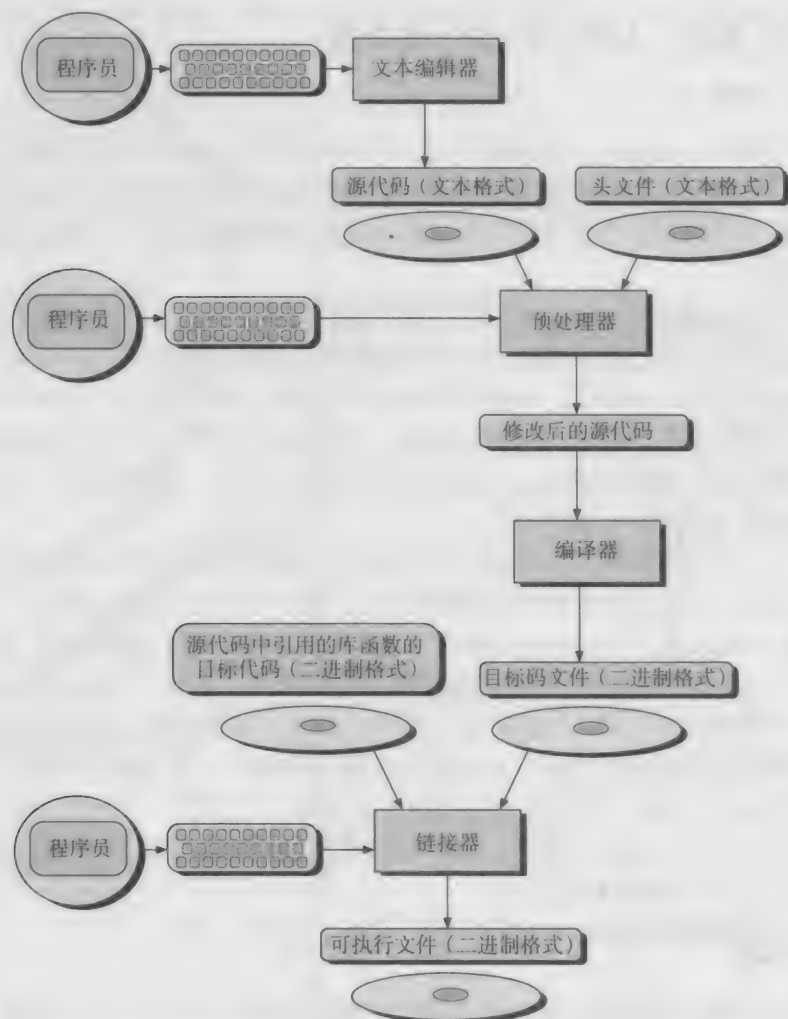 程序员
文本编辑器
源代码（文本格式）
头文件（文本格式）
程序员
预处理器
修改后的源代码
编译器
源代码中引用的库函数的
目标代码（二进制格式）
目标码文件（二进制格式）
程序员
链接器
可执行文件（二进制格式）